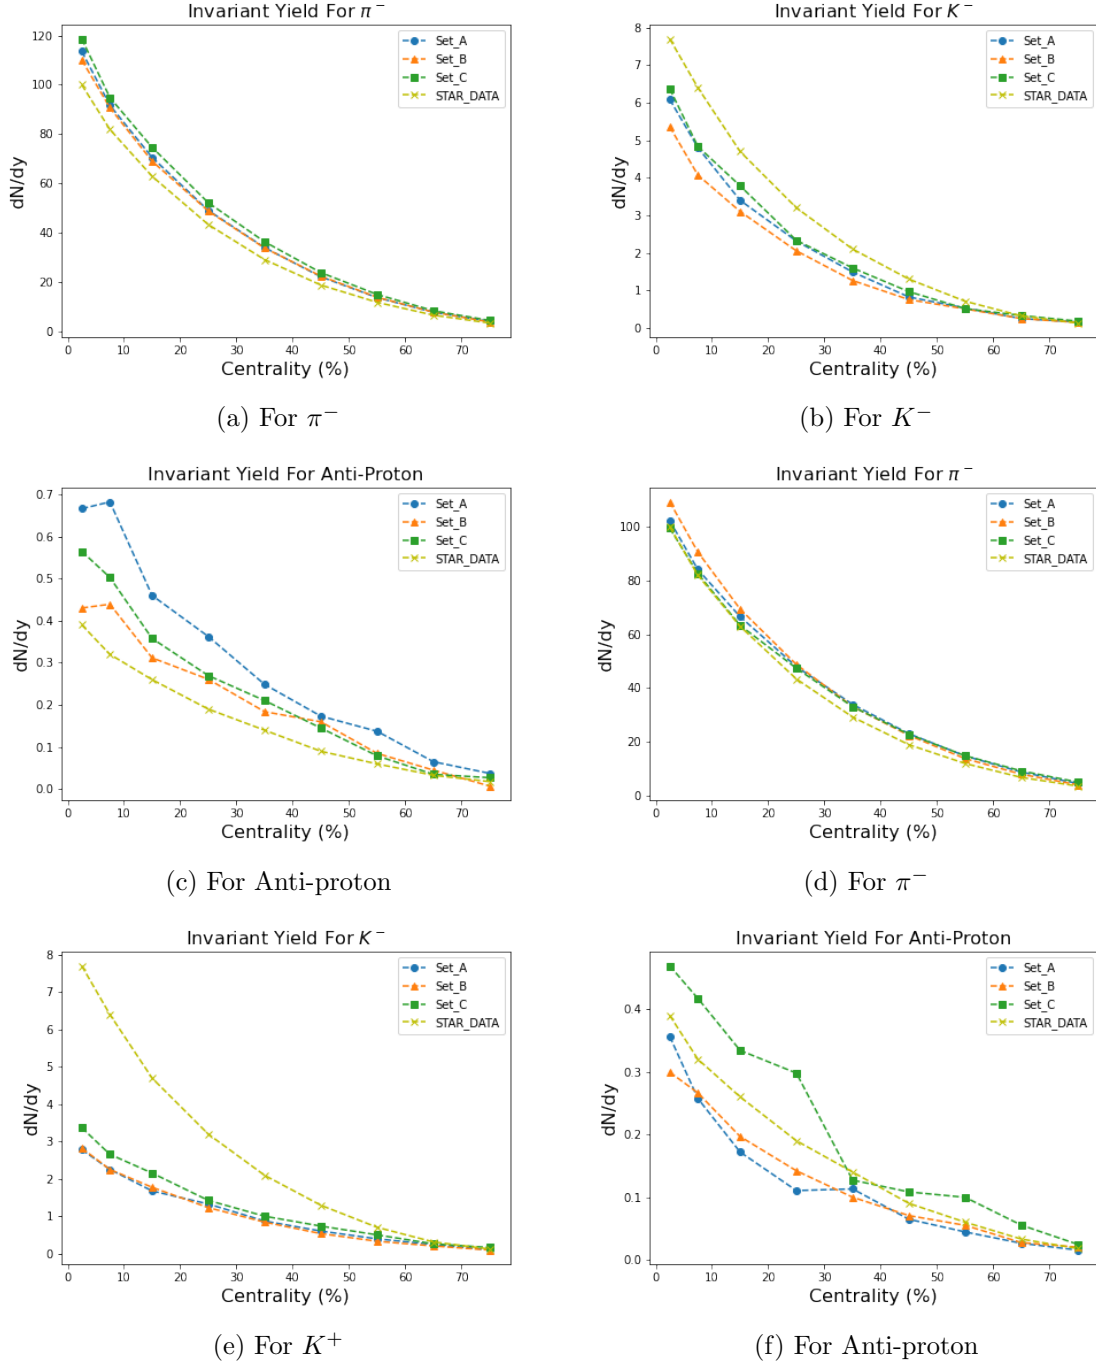 Invariant Yield For π⁻
120
100
80
60
40
20
0
dN/dy
0 10 20 30 40 50 60 70
Centrality (%)
Set_A
Set_B
Set_C
STAR_DATA
(a) For π⁻
Invariant Yield For K⁻
8
7
6
5
4
3
2
1
0
dN/dy
0 10 20 30 40 50 60 70
Centrality (%)
Set_A
Set_B
Set_C
STAR_DATA
(b) For K⁻
Invariant Yield For Anti-Proton
0.7
0.6
0.5
0.4
0.3
0.2
0.1
0.0
dN/dy
0 10 20 30 40 50 60 70
Centrality (%)
Set_A
Set_B
Set_C
STAR_DATA
(c) For Anti-proton
Invariant Yield For π⁻
100
80
60
40
20
0
dN/dy
0 10 20 30 40 50 60 70
Centrality (%)
Set_A
Set_B
Set_C
STAR_DATA
(d) For π⁻
Invariant Yield For K⁻
8
7
6
5
4
3
2
1
0
dN/dy
0 10 20 30 40 50 60 70
Centrality (%)
Set_A
Set_B
Set_C
STAR_DATA
(e) For K⁺
Invariant Yield For Anti-Proton
0.4
0.3
0.2
0.1
0.0
dN/dy
0 10 20 30 40 50 60 70
Centrality (%)
Set_A
Set_B
Set_C
STAR_DATA
(f) For Anti-proton